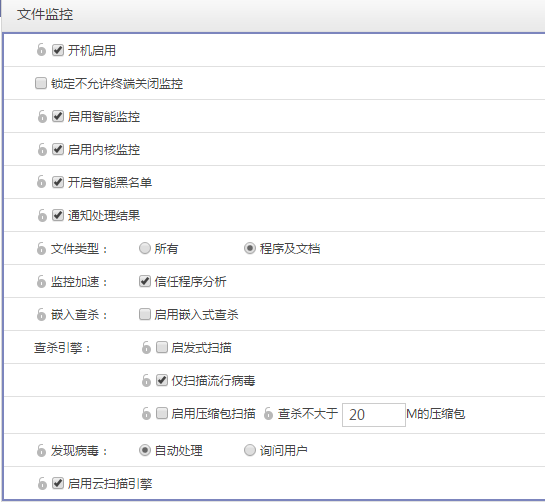 文件监控
开机启用
锁定不允许终端关闭监控
启用智能监控
启用内核监控
开启智能黑名单
通知处理结果
文件类型： 所有 程序及文档
监控加速： 信任程序分析
嵌入查杀： 启用嵌入式查杀
查杀引擎： 启发式扫描
仅扫描流行病毒
启用压缩包扫描 查杀不大于 20 M的压缩包
发现病毒： 自动处理 询问用户
启用云扫描引擎